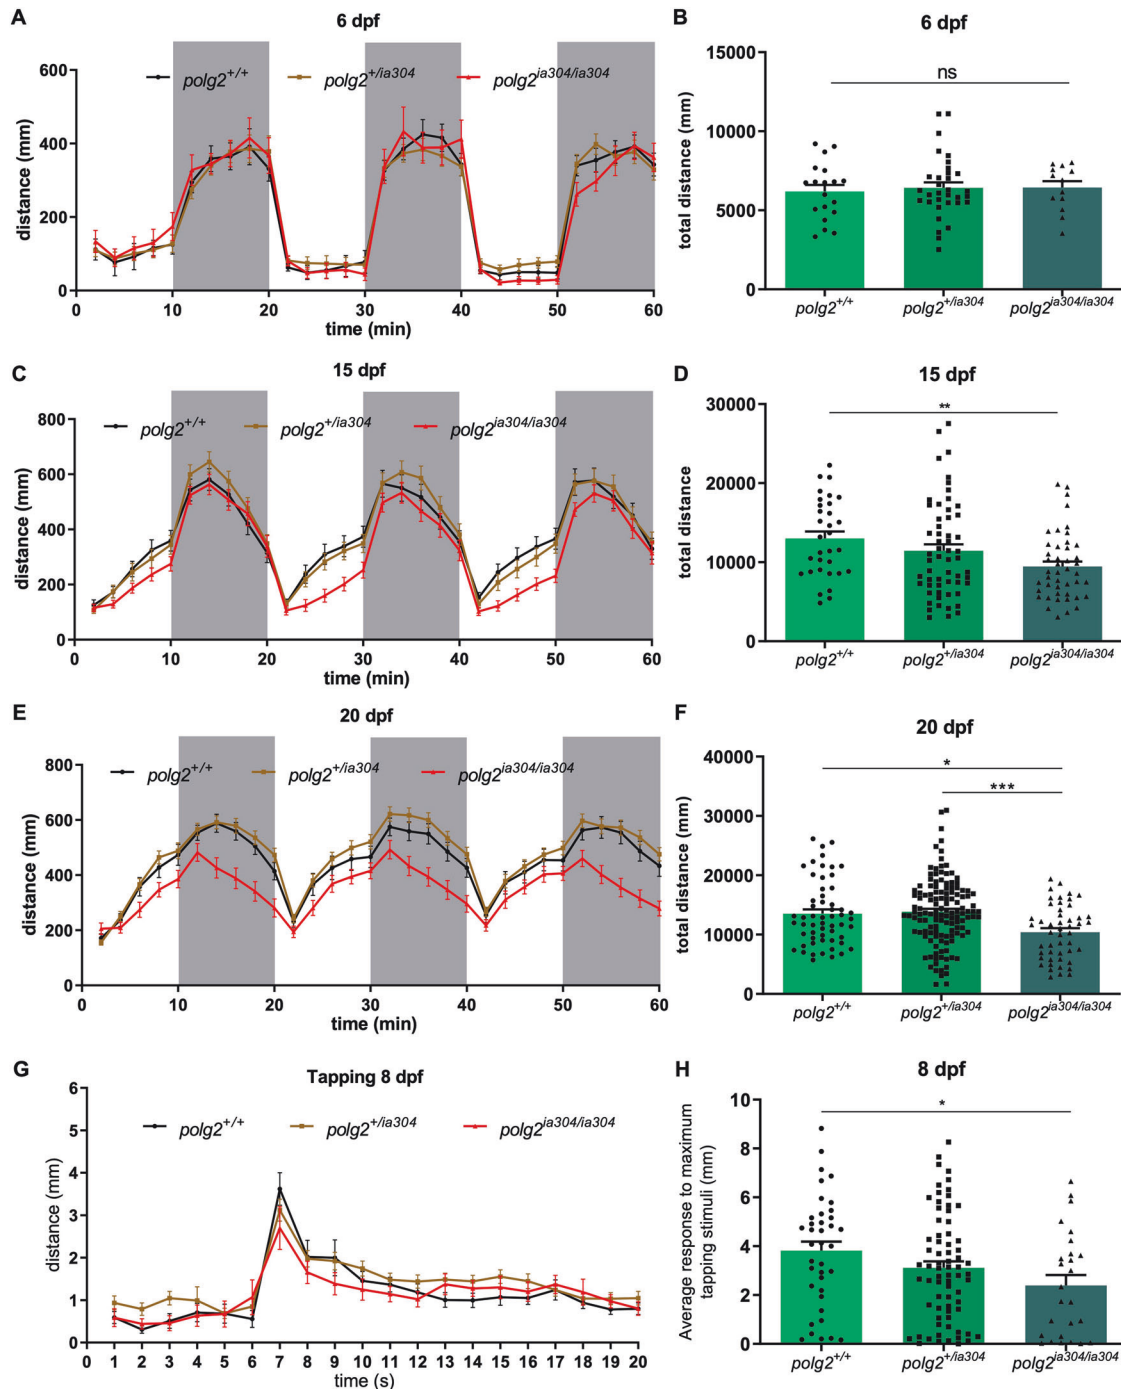 A
6 dpf
polg2+/+
polg2+/ia304
polg2ia304/ia304
distance (mm)
600
400
200
0
0
10
20
30
40
50
60
time (min)
B
6 dpf
ns
total distance (mm)
15000
10000
5000
0
polg2+/+
polg2+/ia304
polg2ia304/ia304
C
15 dpf
polg2+/+
polg2+/ia304
polg2ia304/ia304
distance (mm)
800
600
400
200
0
0
10
20
30
40
50
60
time (min)
D
15 dpf
**
total distance
30000
20000
10000
0
polg2+/+
polg2+/ia304
polg2ia304/ia304
E
20 dpf
polg2+/+
polg2+/ia304
polg2ia304/ia304
distance (mm)
800
600
400
200
0
0
10
20
30
40
50
60
time (min)
F
20 dpf
*
***
total distance (mm)
40000
30000
20000
10000
0
polg2+/+
polg2+/ia304
polg2ia304/ia304
G
Tapping 8 dpf
polg2+/+
polg2+/ia304
polg2ia304/ia304
distance (mm)
6
5
4
3
2
1
0
0 1 2 3 4 5 6 7 8 9 10 11 12 13 14 15 16 17 18 19 20
time (s)
H
8 dpf
*
Average response to maximum
tapping stimuli (mm)
10
8
6
4
2
0
polg2+/+
polg2+/ia304
polg2ia304/ia304